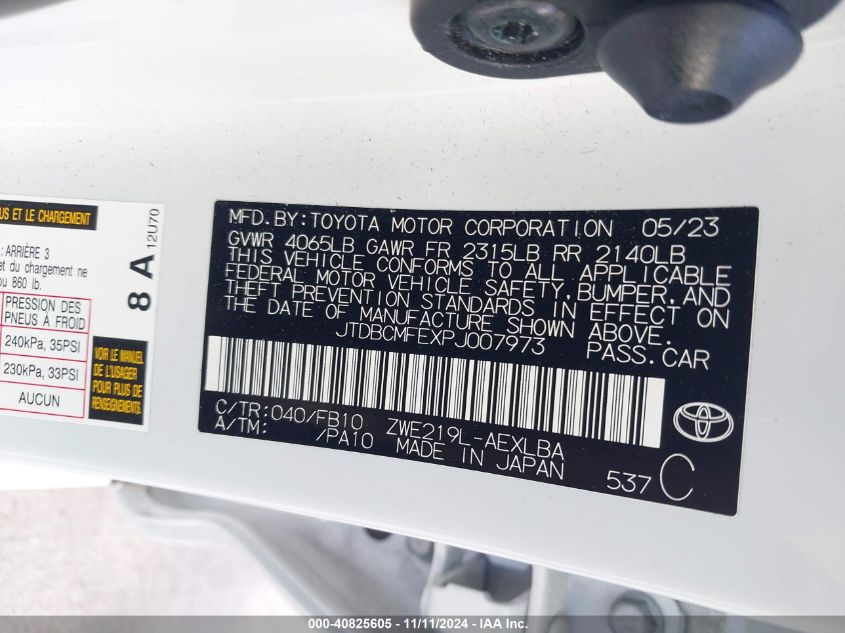 US ET LE CHARGEMENT
: ARRIÈRE 3
et du chargement ne
ou 860 lb.
PRESSION DES
PNEUS À FROID
240kPa, 35PSI
230kPa, 33PSI
AUCUN
VOIR LE MANUEL
DE L'USAGER
POUR PLUS DE
RENSEIGNEMENTS.
8 A 12U70
MFD.BY:TOYOTA MOTOR CORPORATION 05/23
GVWR 4065LB GAWR FR 2315LB RR 2140LB
THIS VEHICLE CONFORMS TO ALL APPLICABLE
FEDERAL MOTOR VEHICLE SAFETY,BUMPER,AND
THEFT PREVENTION STANDARDS IN EFFECT ON
THE DATE OF MANUFACTURE SHOWN ABOVE.
JTDBCMFEXPJ007973 PASS.CAR
C/TR:040/FB10 ZWE219L-AEXLBA
A/TM: /PA10 MADE IN JAPAN
537 C
000-40825605 - 11/11/2024 - IAA Inc.